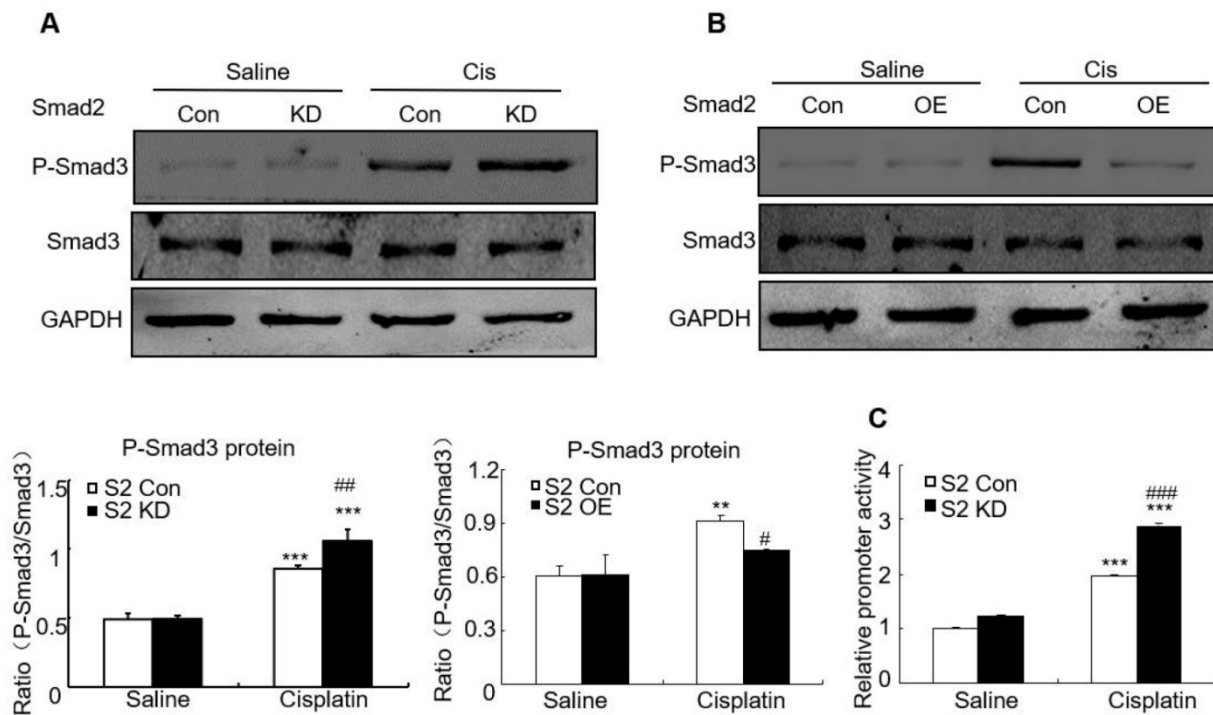 A
Saline Cis
Smad2 Con KD Con KD
P-Smad3
Smad3
GAPDH
B
Saline Cis
Smad2 Con OE Con OE
P-Smad3
Smad3
GAPDH
P-Smad3 protein
Ratio（P-Smad3/Smad3）
1.5
1
0.5
0
S2 Con
S2 KD
***
##
***
Saline Cisplatin
P-Smad3 protein
Ratio（P-Smad3/Smad3）
1.2
0.9
0.6
0.3
0
S2 Con
S2 OE
**
#
Saline Cisplatin
C
Relative promoter activity
4
3
2
1
0
S2 Con
S2 KD
***
###
***
Saline Cisplatin